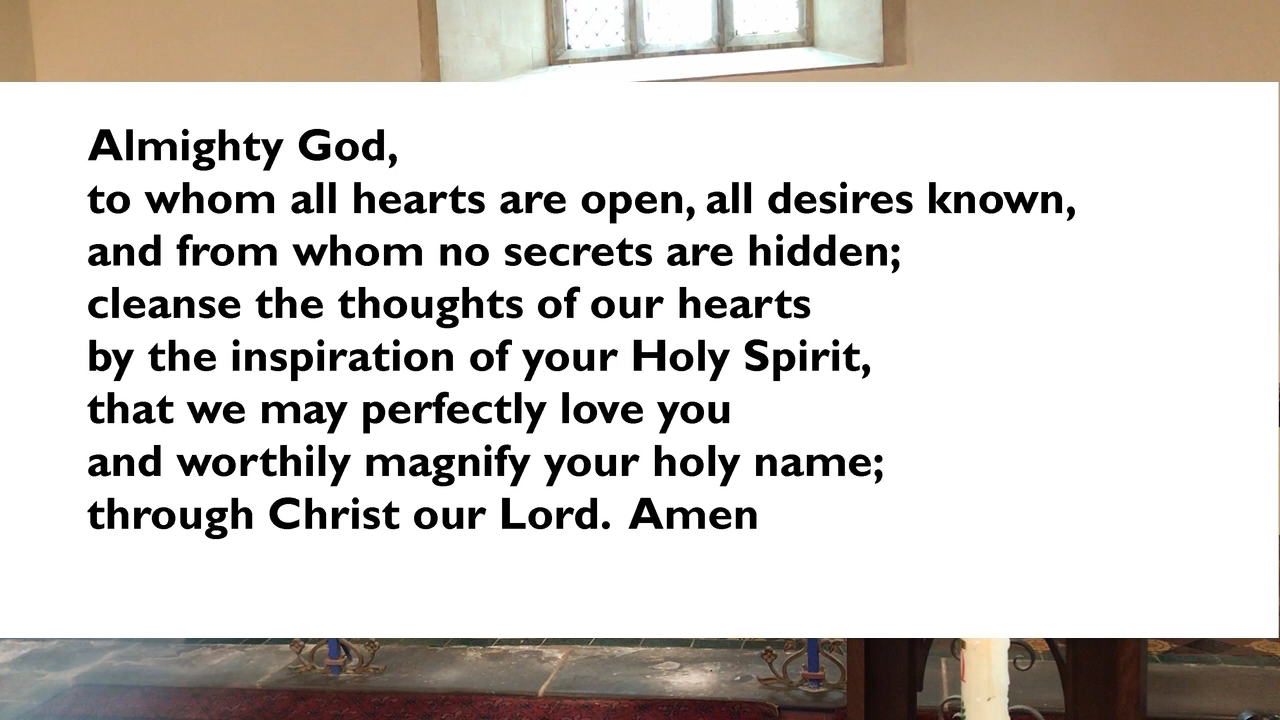 Almighty God,
to whom all hearts are open, all desires known,
and from whom no secrets are hidden;
cleanse the thoughts of our hearts
by the inspiration of your Holy Spirit,
that we may perfectly love you
and worthily magnify your holy name;
through Christ our Lord.  Amen